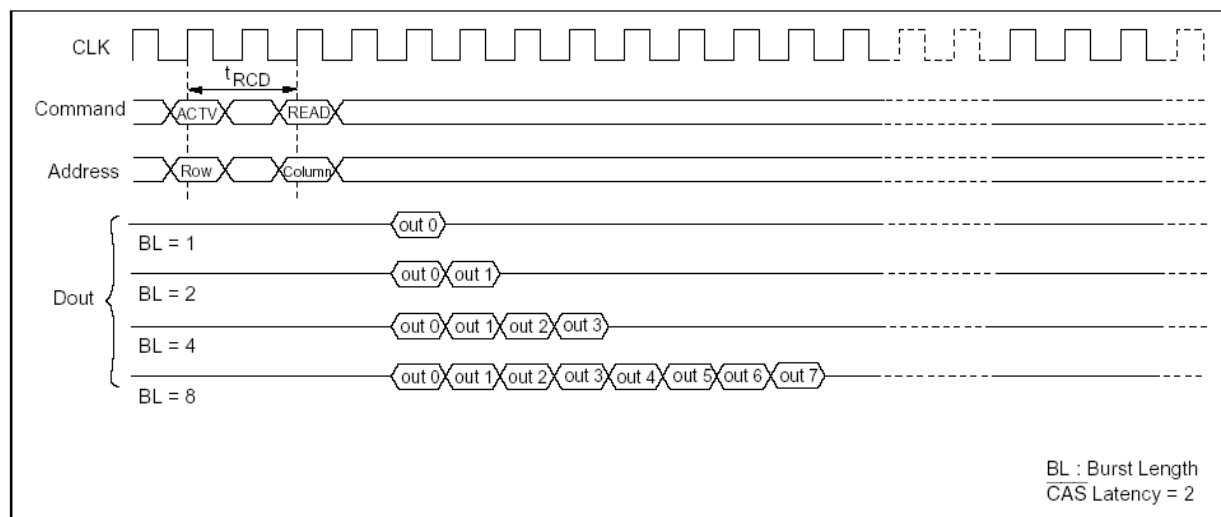 CLK
tRCD
Command ACTV READ
Address Row Column
Dout
out 0
BL = 1
out 0 out 1
BL = 2
out 0 out 1 out 2 out 3
BL = 4
out 0 out 1 out 2 out 3 out 4 out 5 out 6 out 7
BL = 8
BL : Burst Length
CAS Latency = 2